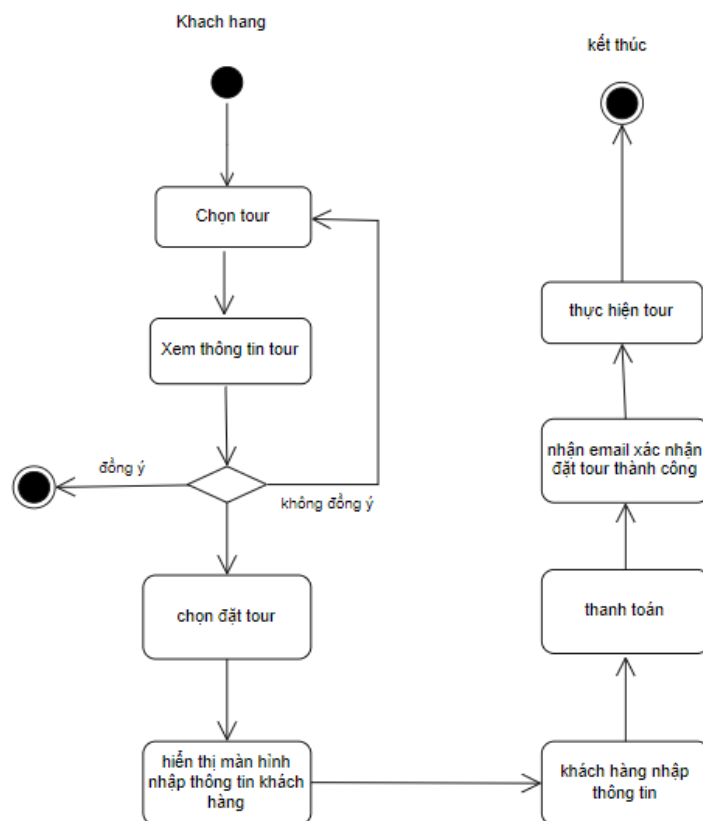 Khach hang
kết thúc
Chọn tour
Xem thông tin tour
đồng ý
không đồng ý
chọn đặt tour
hiển thị màn hình
nhập thông tin khách
hàng
khách hàng nhập
thông tin
thanh toán
nhận email xác nhận
đặt tour thành công
thực hiện tour